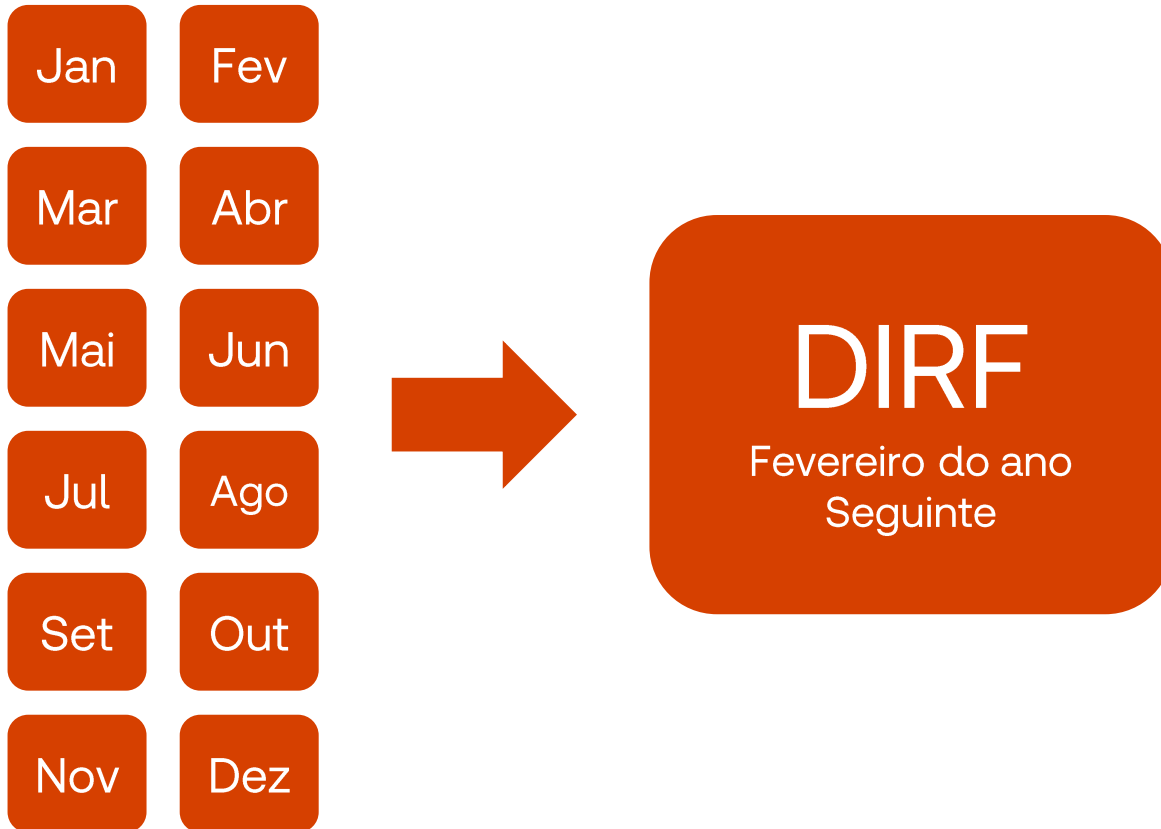 Jan
Fev
Mar
Abr
Mai
Jun
Jul
Ago
Set
Out
Nov
Dez
DIRF
Fevereiro do ano
Seguinte